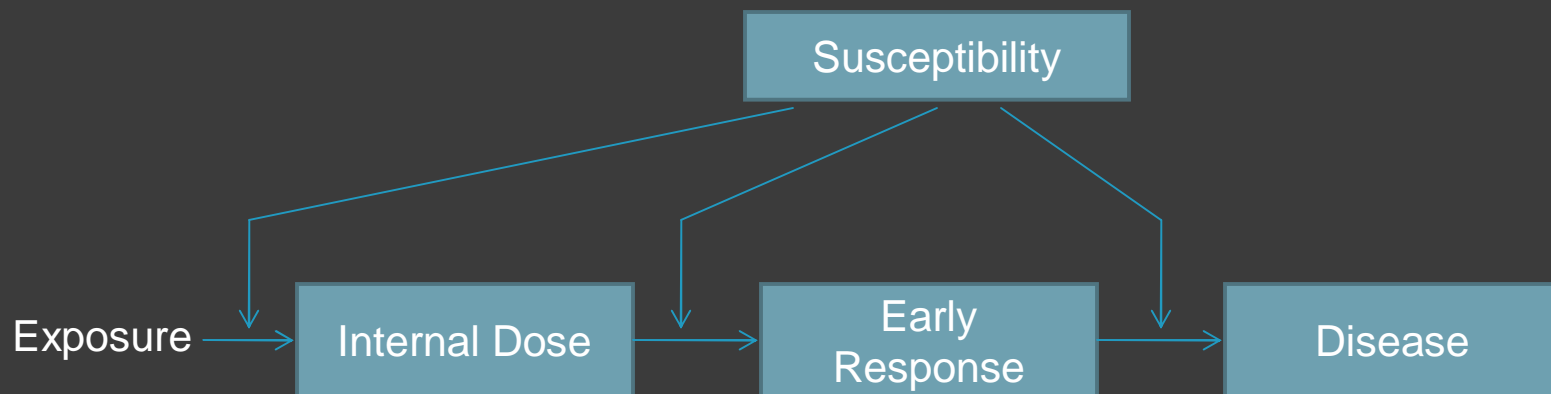 Susceptibility
Exposure
Internal Dose
Early
Response
Disease